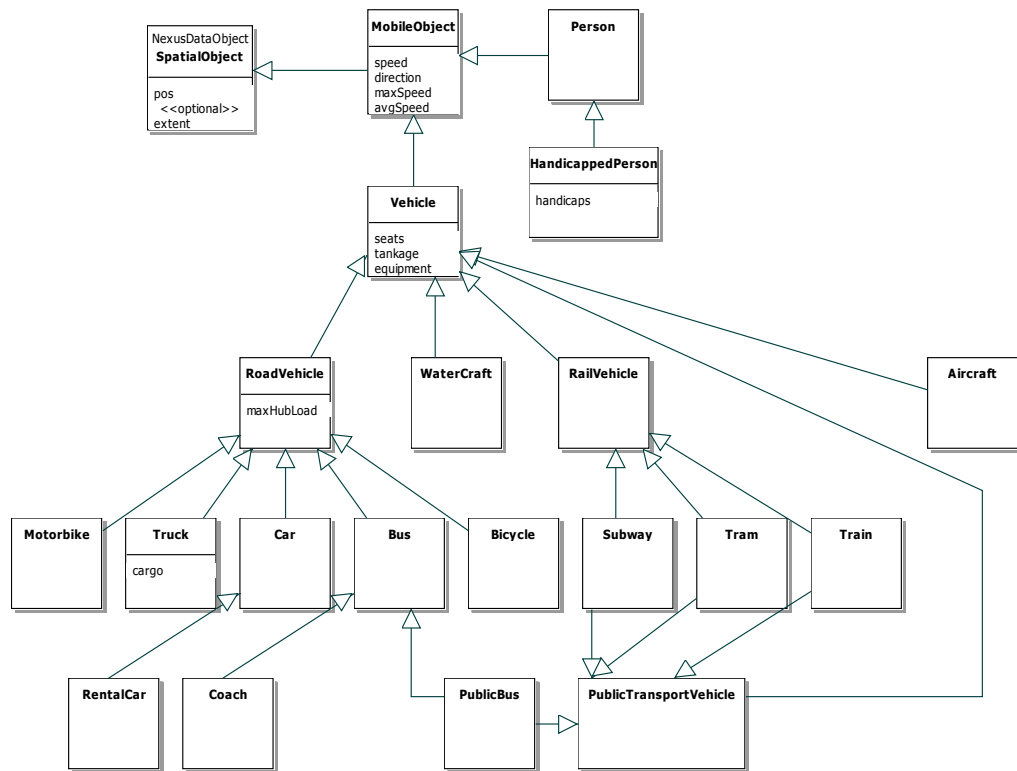 NexusDataObject
SpatialObject
pos
<<optional>>
extent
MobileObject
speed
direction
maxSpeed
avgSpeed
Person
HandicappedPerson
handicaps
Vehicle
seats
tankage
equipment
RoadVehicle
maxHubLoad
WaterCraft
RailVehicle
Aircraft
Motorbike
Truck
cargo
Car
Bus
Bicycle
Subway
Tram
Train
RentalCar
Coach
PublicBus
PublicTransportVehicle